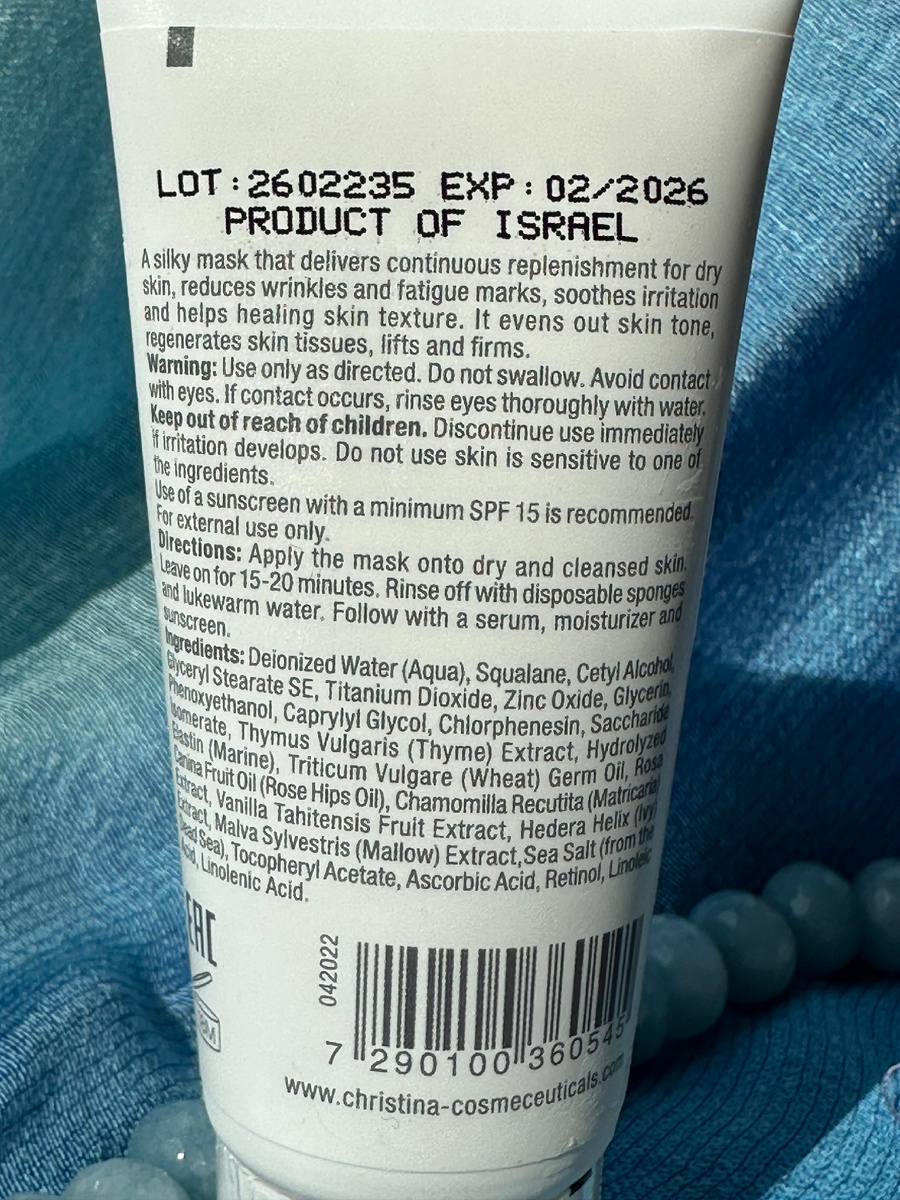 LOT:2602235 EXP:02/2026
PRODUCT OF ISRAEL
A silky mask that delivers continuous replenishment for dry
skin, reduces wrinkles and fatigue marks, soothes irritation
and helps healing skin texture. It evens out skin tone,
regenerates skin tissues, lifts and firms.
Warning: Use only as directed. Do not swallow. Avoid contact
with eyes. If contact occurs, rinse eyes thoroughly with water.
Keep out of reach of children. Discontinue use immediately
if irritation develops. Do not use skin is sensitive to one of
the ingredients.
Use of a sunscreen with a minimum SPF 15 is recommended.
For external use only.
Directions: Apply the mask onto dry and cleansed skin.
Leave on for 15-20 minutes. Rinse off with disposable sponges
and lukewarm water. Follow with a serum, moisturizer and
sunscreen.
Ingredients: Deionized Water (Aqua), Squalane, Cetyl Alcohol,
Glyceryl Stearate SE, Titanium Dioxide, Zinc Oxide, Glycerin,
Phenoxyethanol, Caprylyl Glycol, Chlorphenesin, Saccharide
Isomerate, Thymus Vulgaris (Thyme) Extract, Hydrolyzed
Elastin (Marine), Triticum Vulgare (Wheat) Germ Oil, Rosa
Canina Fruit Oil (Rose Hips Oil), Chamomilla Recutita (Matricaria)
Extract, Vanilla Tahitensis Fruit Extract, Hedera Helix (Ivy)
Extract, Malva Sylvestris (Mallow) Extract, Sea Salt (from the
Dead Sea), Tocopheryl Acetate, Ascorbic Acid, Retinol, Linoleic
Acid, Linolenic Acid.
EAC
042022
7 290100 360545
www.christina-cosmeceuticals.com